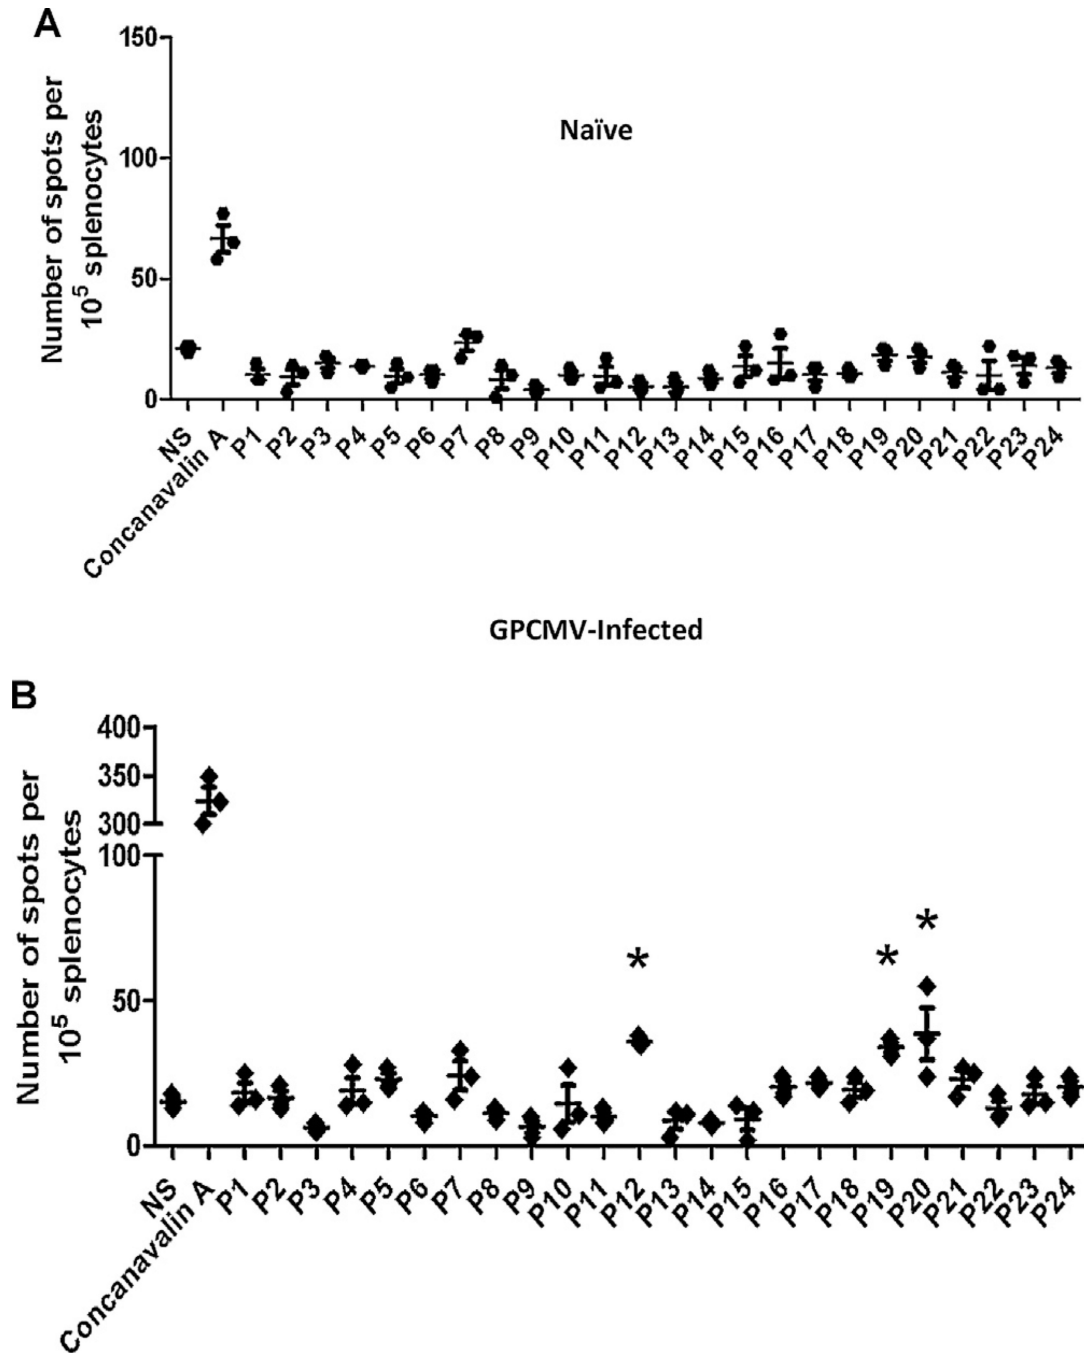 A
Number of spots per
10⁵ splenocytes
150
100
50
0
Naïve
NS
Concanavalin A
P1
P2
P3
P4
P5
P6
P7
P8
P9
P10
P11
P12
P13
P14
P15
P16
P17
P18
P19
P20
P21
P22
P23
P24
GPCMV-Infected
B
Number of spots per
10⁵ splenocytes
400
350
300
100
50
0
*
*
*
NS
Concanavalin A
P1
P2
P3
P4
P5
P6
P7
P8
P9
P10
P11
P12
P13
P14
P15
P16
P17
P18
P19
P20
P21
P22
P23
P24